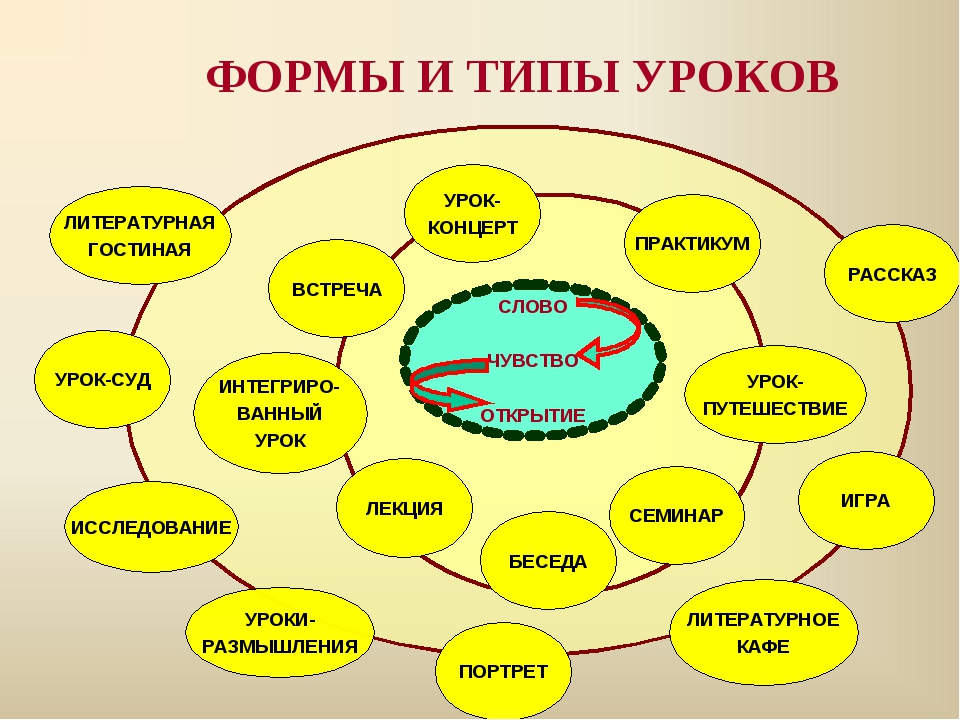 ФОРМЫ И ТИПЫ УРОКОВ
УРОК-
КОНЦЕРТ
ЛИТЕРАТУРНАЯ
ГОСТИНАЯ
ПРАКТИКУМ
РАССКАЗ
ВСТРЕЧА
СЛОВО
ЧУВСТВО
ОТКРЫТИЕ
УРОК-СУД
ИНТЕГРИРО-
ВАННЫЙ
УРОК
УРОК-
ПУТЕШЕСТВИЕ
ЛЕКЦИЯ
СЕМИНАР
ИГРА
ИССЛЕДОВАНИЕ
БЕСЕДА
УРОКИ-
РАЗМЫШЛЕНИЯ
ЛИТЕРАТУРНОЕ
КАФЕ
ПОРТРЕТ